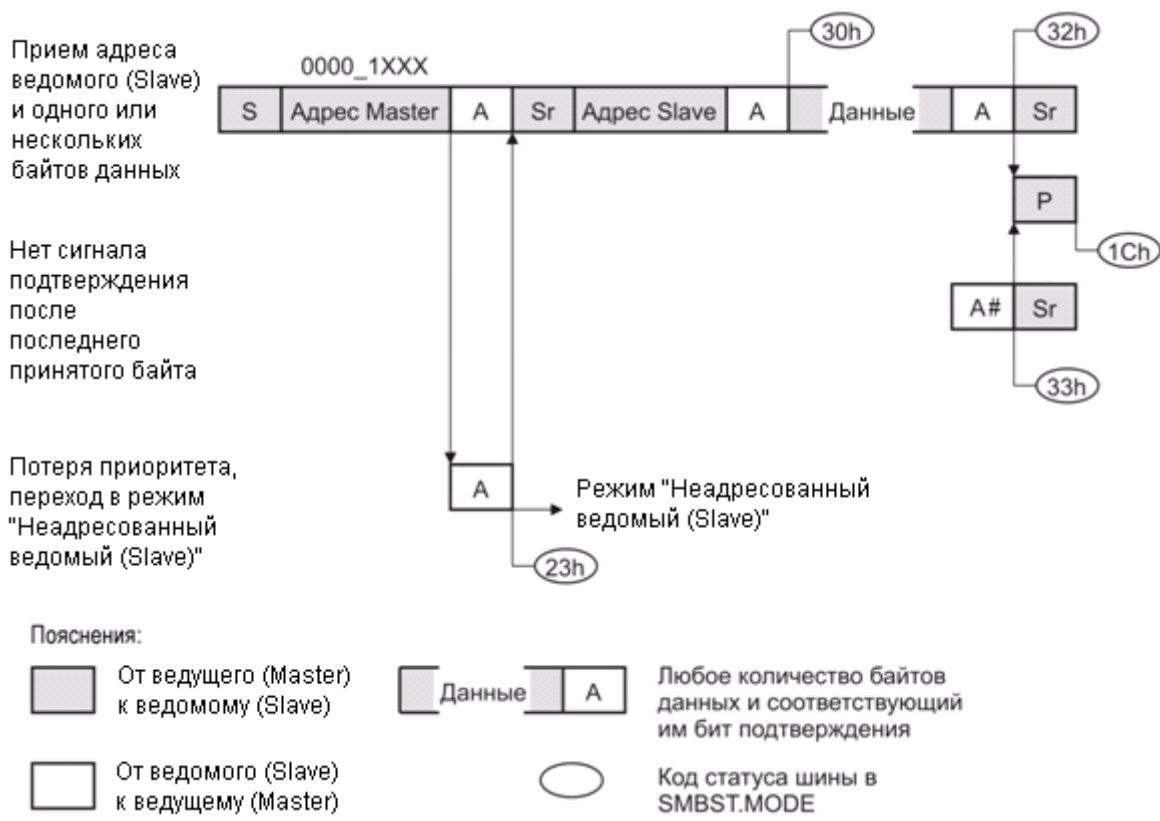 30h
32h
Прием адреса
ведомого (Slave)
и одного или
нескольких
байтов данных
0000_1XXX
S Адрес Master A Sr Адрес Slave A Данные A Sr
P
1Ch
Нет сигнала
подтверждения
после
последнего
принятого байта
A# Sr
33h
Потеря приоритета,
переход в режим
"Неадресованный
ведомый (Slave)"
A
Режим "Неадресованный
ведомый (Slave)"
23h
Пояснения:
От ведущего (Master)
к ведомому (Slave)
Данные A
Любое количество байтов
данных и соответствующий
им бит подтверждения
От ведомого (Slave)
к ведущему (Master)
Код статуса шины в
SMBST.MODE